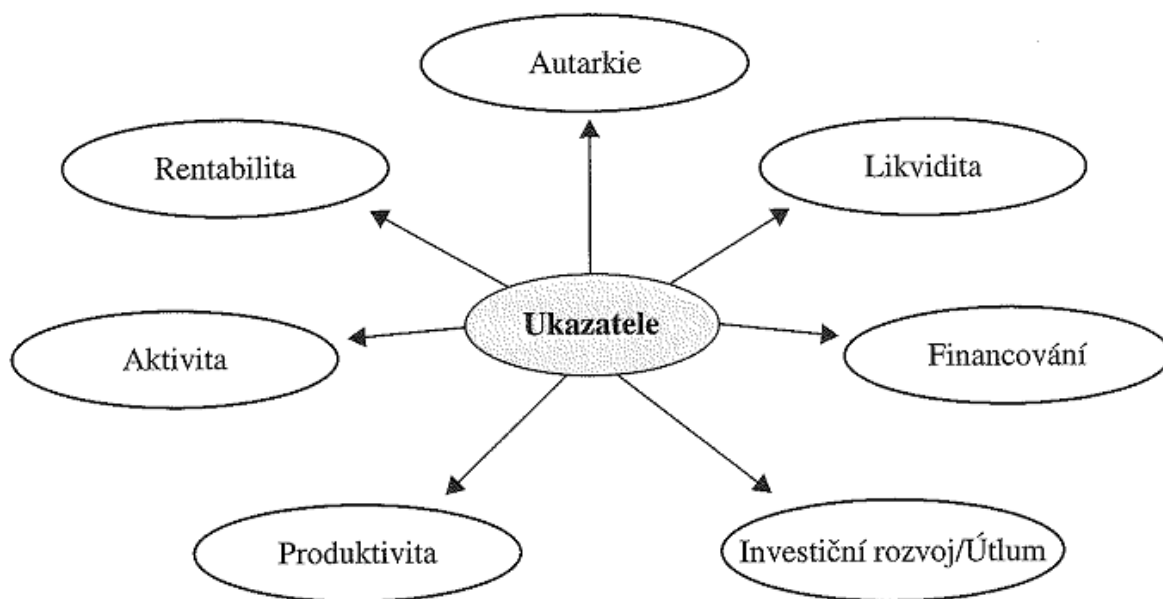 Autarkie
Rentabilita
Likvidita
Ukazatele
Aktivita
Financování
Produktivita
Investiční rozvoj/Útlum